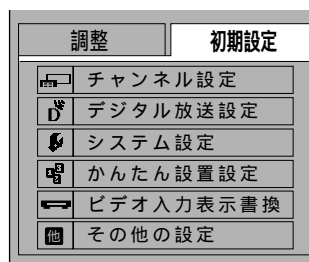 調整 初期設定
チャンネル設定
デジタル放送設定
システム設定
かんたん設置設定
ビデオ入力表示書換
他 その他の設定